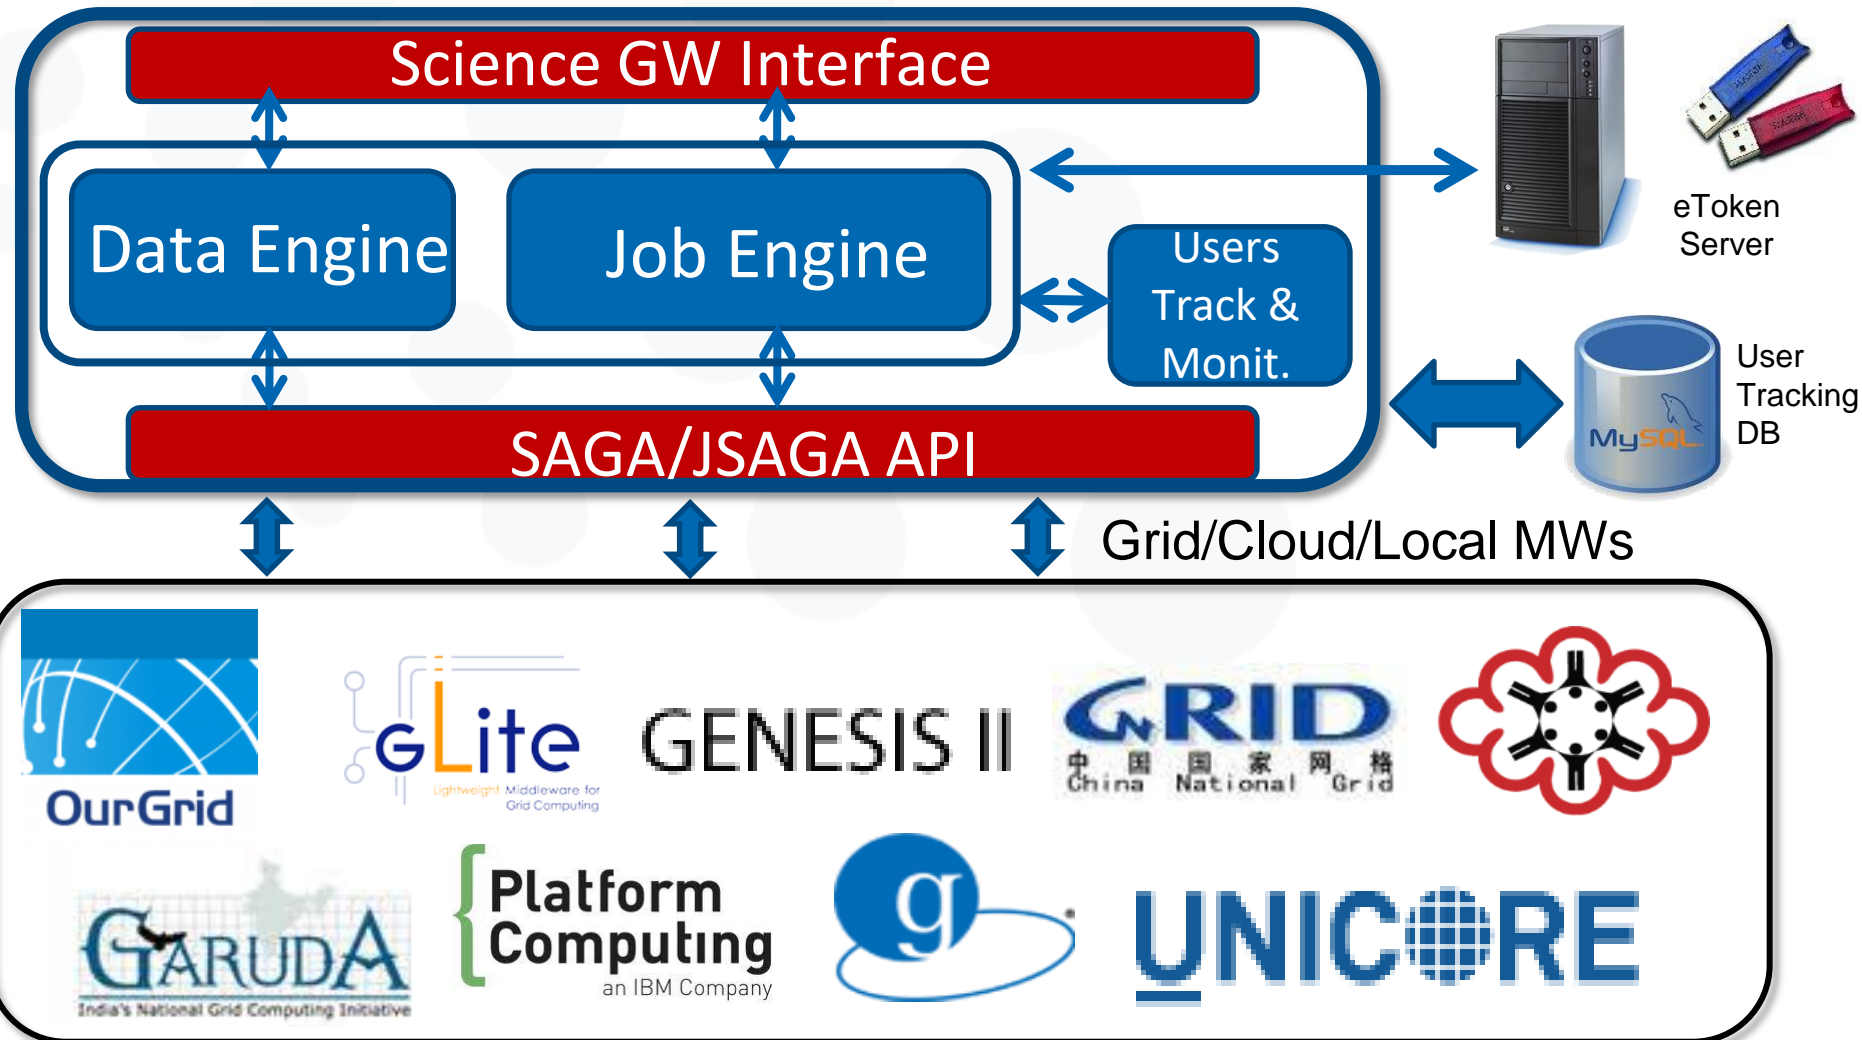 Science GW Interface
Data Engine
Job Engine
Users
Track &
Monit.
eToken
Server
User
Tracking
DB
MySQL
SAGA/JSAGA API
Grid/Cloud/Local MWs
OurGrid
gLite
Lightweight Middleware for
Grid Computing
GENESIS II
GNRID
中国国家网格
China National Grid
GARUDA
India's National Grid Computing Initiative
Platform
Computing
an IBM Company
g
UNICORE